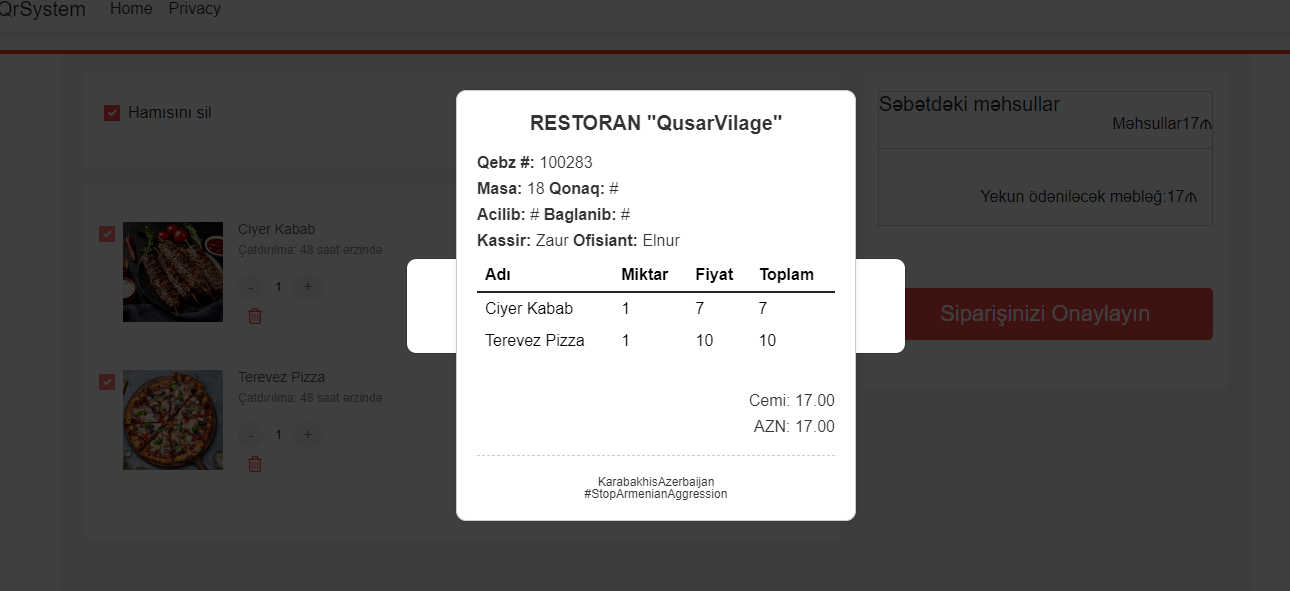 QrSystem Home Privacy
Hamısını sil
Ciyer Kabab
Çatdırılma: 48 saat ərzində
- 1 +
Terevez Pizza
Çatdırılma: 48 saat ərzində
- 1 +
RESTORAN "QusarVilage"
Qebz #: 100283
Masa: 18 Qonaq: #
Acilib: # Baglanib: #
Kassir: Zaur Ofisiant: Elnur
Adı Miktar Fiyat Toplam
Ciyer Kabab 1 7 7
Terevez Pizza 1 10 10
Cemi: 17.00
AZN: 17.00
KarabakhisAzerbaijan
#StopArmenianAggression
Səbətdəki məhsullar
Məhsullar17₼
Yekun ödəniləcək məbləğ:17₼
Siparişinizi Onaylayın